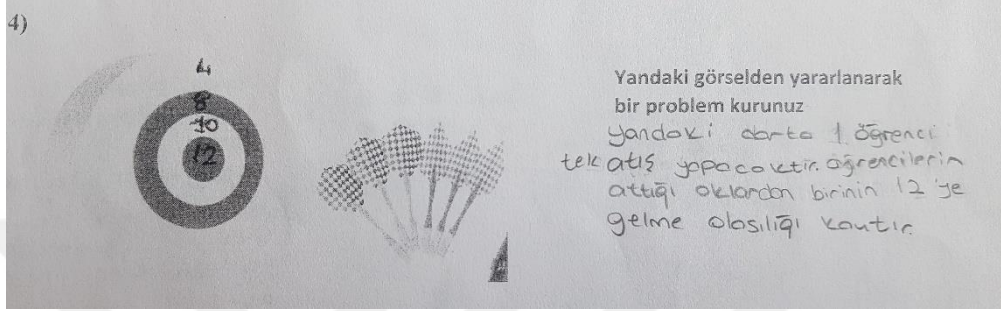 4)
4
8
10
12
Yandaki görselden yararlanarak
bir problem kurunuz
yandaki darta 1 öğrenci
tek atış yapacaktir. öğrencilerin
attığı oklardan birinin 12'ye
gelme olasılığı kaçtır.